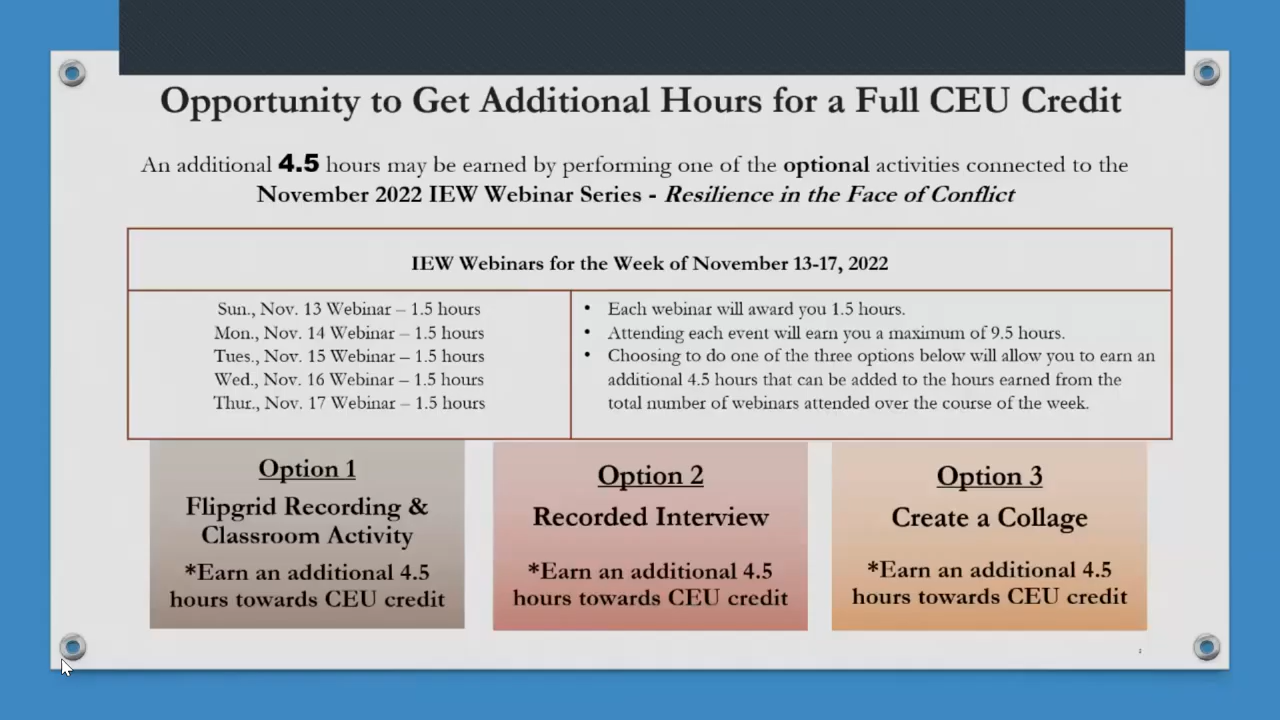 Opportunity to Get Additional Hours for a Full CEU Credit
An additional 4.5 hours may be earned by performing one of the optional activities connected to the
November 2022 IEW Webinar Series - Resilience in the Face of Conflict
IEW Webinars for the Week of November 13-17, 2022
Sun., Nov. 13 Webinar – 1.5 hours
Mon., Nov. 14 Webinar – 1.5 hours
Tues., Nov. 15 Webinar – 1.5 hours
Wed., Nov. 16 Webinar – 1.5 hours
Thur., Nov. 17 Webinar – 1.5 hours
• Each webinar will award you 1.5 hours.
• Attending each event will earn you a maximum of 9.5 hours.
• Choosing to do one of the three options below will allow you to earn an
additional 4.5 hours that can be added to the hours earned from the
total number of webinars attended over the course of the week.
Option 1
Flipgrid Recording &
Classroom Activity
*Earn an additional 4.5
hours towards CEU credit
Option 2
Recorded Interview
*Earn an additional 4.5
hours towards CEU credit
Option 3
Create a Collage
*Earn an additional 4.5
hours towards CEU credit